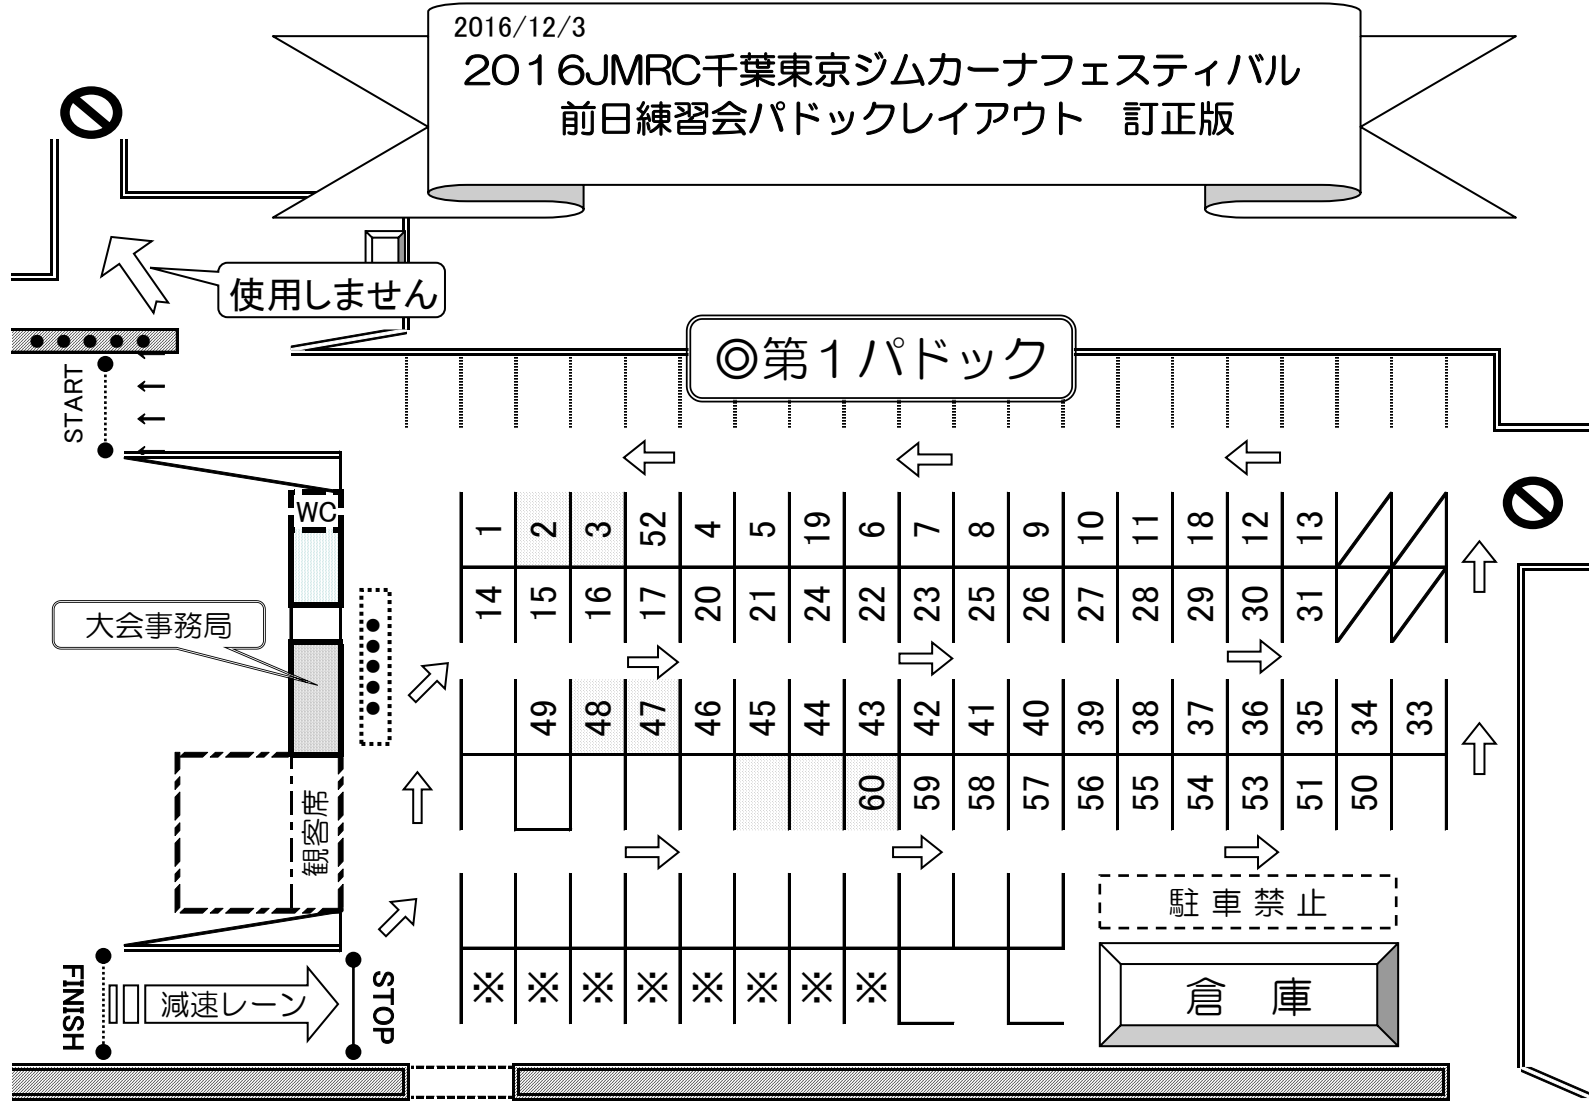 2016/12/3
2016JMRC千葉東京ジムカーナフェスティバル
前日練習会パドックレイアウト　訂正版
使用しません
◎第1パドック
START
WC
1 2 3 52 4 5 19 6 7 8 9 10 11 18 12 13
14 15 16 17 20 21 24 22 23 25 26 27 28 29 30 31
大会事務局
49 48 47 46 45 44 43 42 41 40 39 38 37 36 35 34 33
60 59 58 57 56 55 54 53 51 50
観客席
駐車禁止
FINISH
減速レーン
STOP
※ ※ ※ ※ ※ ※ ※ ※
倉庫